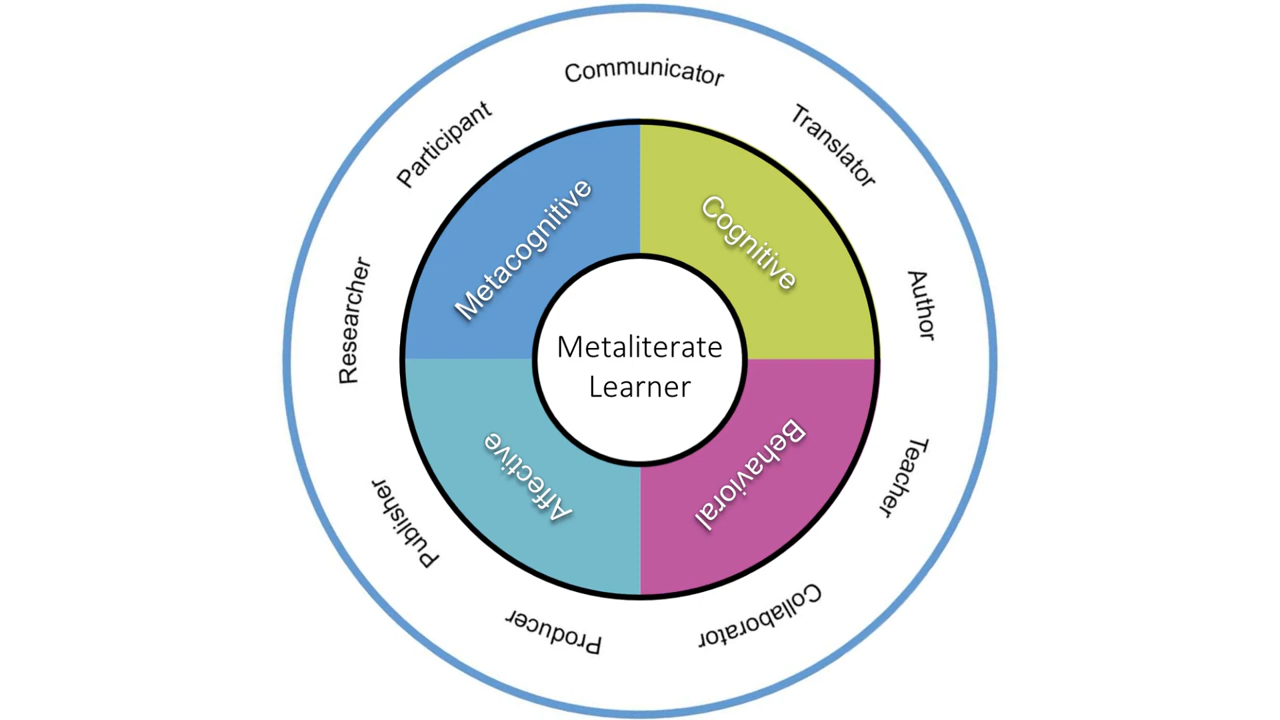 Communicator
Translator
Author
Teacher
Collaborator
Producer
Publisher
Researcher
Participant
Metacognitive
Cognitive
Behavioral
Affective
Metaliterate
Learner